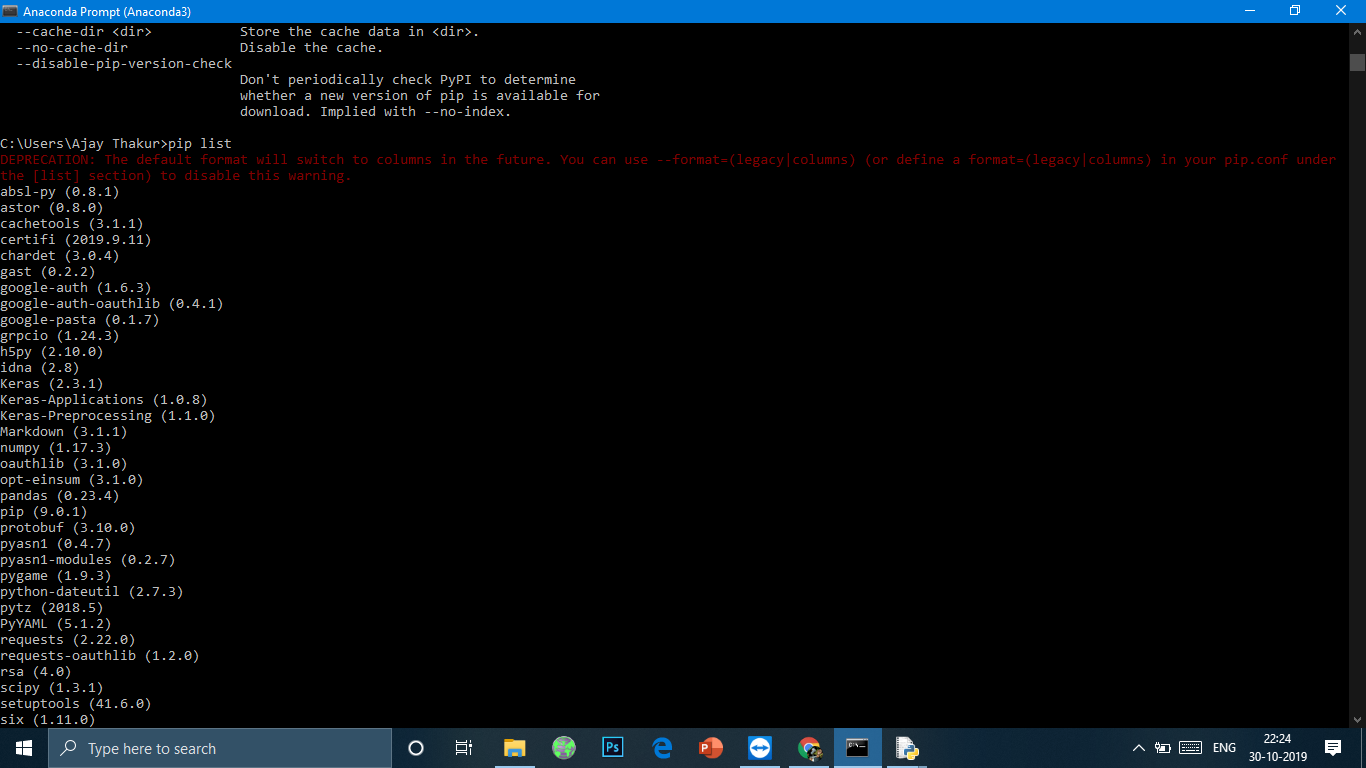 Anaconda Prompt (Anaconda3)
--cache-dir <dir> Store the cache data in <dir>.
--no-cache-dir Disable the cache.
--disable-pip-version-check
Don't periodically check PyPI to determine
whether a new version of pip is available for
download. Implied with --no-index.
C:\Users\Ajay Thakur>pip list
DEPRECATION: The default format will switch to columns in the future. You can use --format=(legacy|columns) (or define a format=(legacy|columns) in your pip.conf under
the [list] section) to disable this warning.
absl-py (0.8.1)
astor (0.8.0)
cachetools (3.1.1)
certifi (2019.9.11)
chardet (3.0.4)
gast (0.2.2)
google-auth (1.6.3)
google-auth-oauthlib (0.4.1)
google-pasta (0.1.7)
grpcio (1.24.3)
h5py (2.10.0)
idna (2.8)
Keras (2.3.1)
Keras-Applications (1.0.8)
Keras-Preprocessing (1.1.0)
Markdown (3.1.1)
numpy (1.17.3)
oauthlib (3.1.0)
opt-einsum (3.1.0)
pandas (0.23.4)
pip (9.0.1)
protobuf (3.10.0)
pyasn1 (0.4.7)
pyasn1-modules (0.2.7)
pygame (1.9.3)
python-dateutil (2.7.3)
pytz (2018.5)
PyYAML (5.1.2)
requests (2.22.0)
requests-oauthlib (1.2.0)
rsa (4.0)
scipy (1.3.1)
setuptools (41.6.0)
six (1.11.0)
Type here to search
Ps
ENG
22:24
30-10-2019